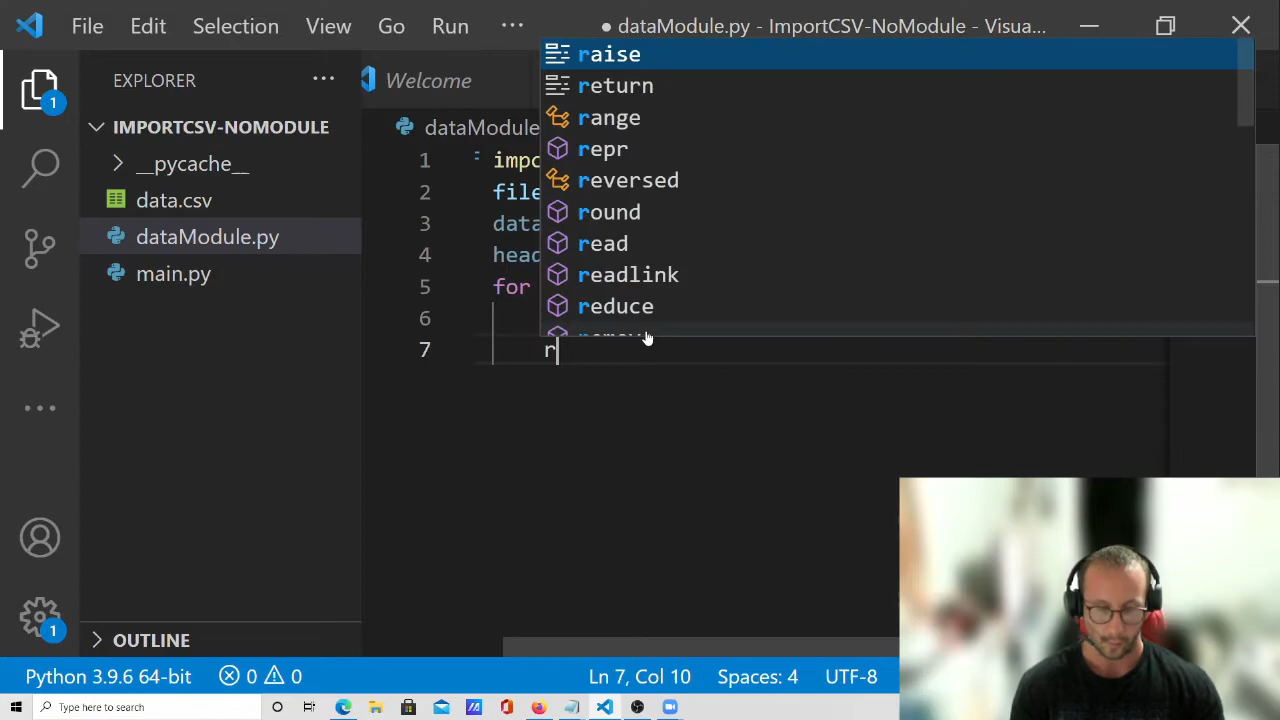 File Edit Selection View Go Run ··· ● dataModule.py - ImportCSV-NoModule - Visua...
EXPLORER ···
Welcome
IMPORTCSV-NOMODULE
__pycache__
data.csv
dataModule.py
main.py
OUTLINE
dataModule
1 impo
2 file
3 data
4 head
5 for
6
7 r
raise
return
range
repr
reversed
round
read
readlink
reduce
1
1
Python 3.9.6 64-bit 0 0 Ln 7, Col 10 Spaces: 4 UTF-8
Type here to search